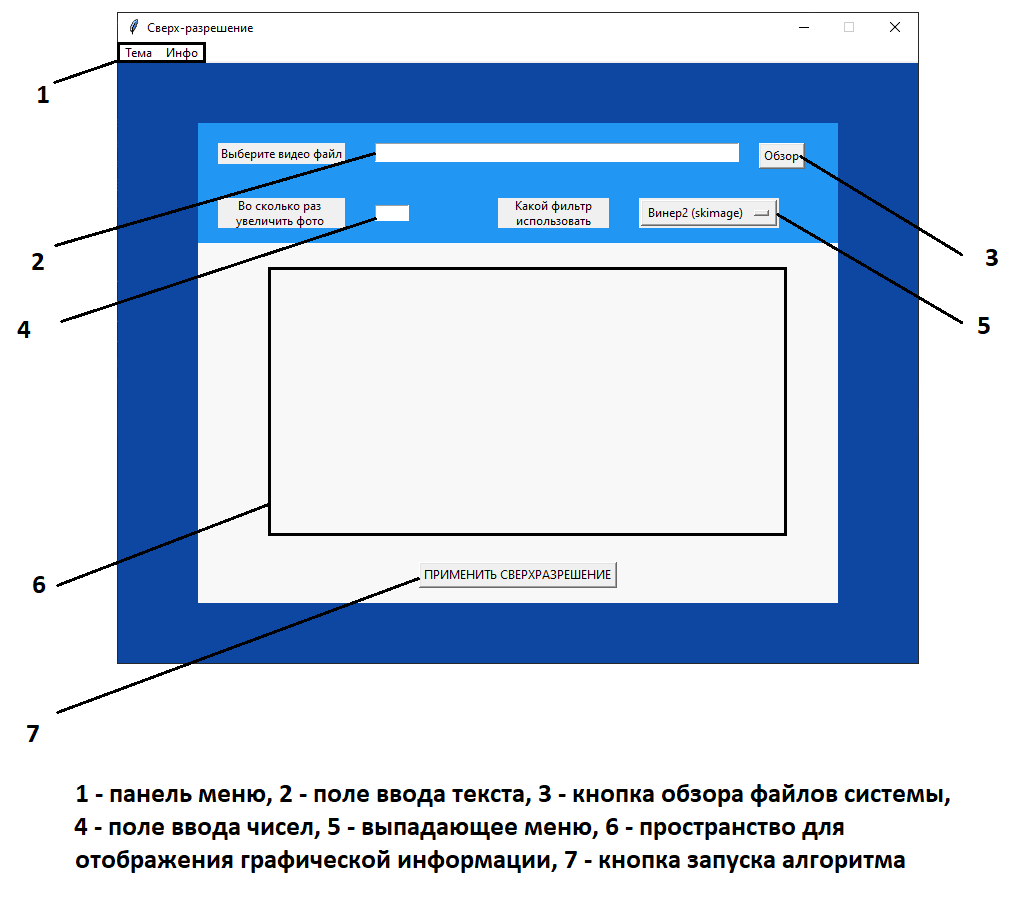 Сверх-разрешение
Тема Инфо
1
Выберите видео файл
Обзор
Во сколько раз
увеличить фото
Какой фильтр
использовать
Винер2 (skimage)
2
3
4
5
6
ПРИМЕНИТЬ СВЕРХРАЗРЕШЕНИЕ
7
1 - панель меню, 2 - поле ввода текста, 3 - кнопка обзора файлов системы,
4 - поле ввода чисел, 5 - выпадающее меню, 6 - пространство для
отображения графической информации, 7 - кнопка запуска алгоритма